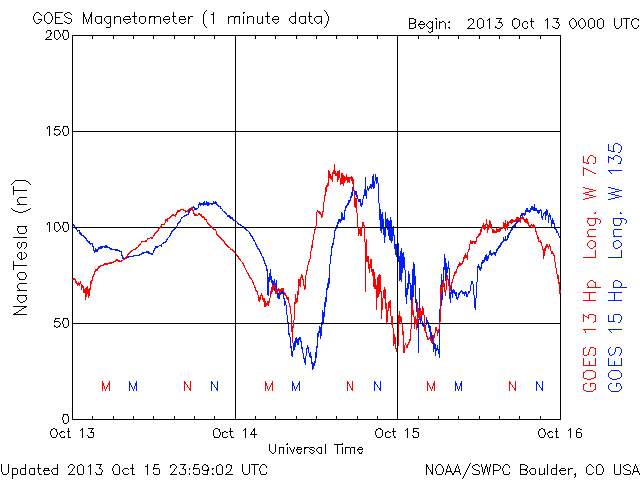 GOES Magnetometer (1 minute data)
Begin: 2013 Oct 13 0000 UTC
200
150
100
50
0
NanoTesla (nT)
M M N N M M N N M M N N
Oct 13 Oct 14 Oct 15 Oct 16
Universal Time
GOES 13 Hp Long. W 75
GOES 15 Hp Long. W 135
Updated 2013 Oct 15 23:59:02 UTC
NOAA/SWPC Boulder, CO USA